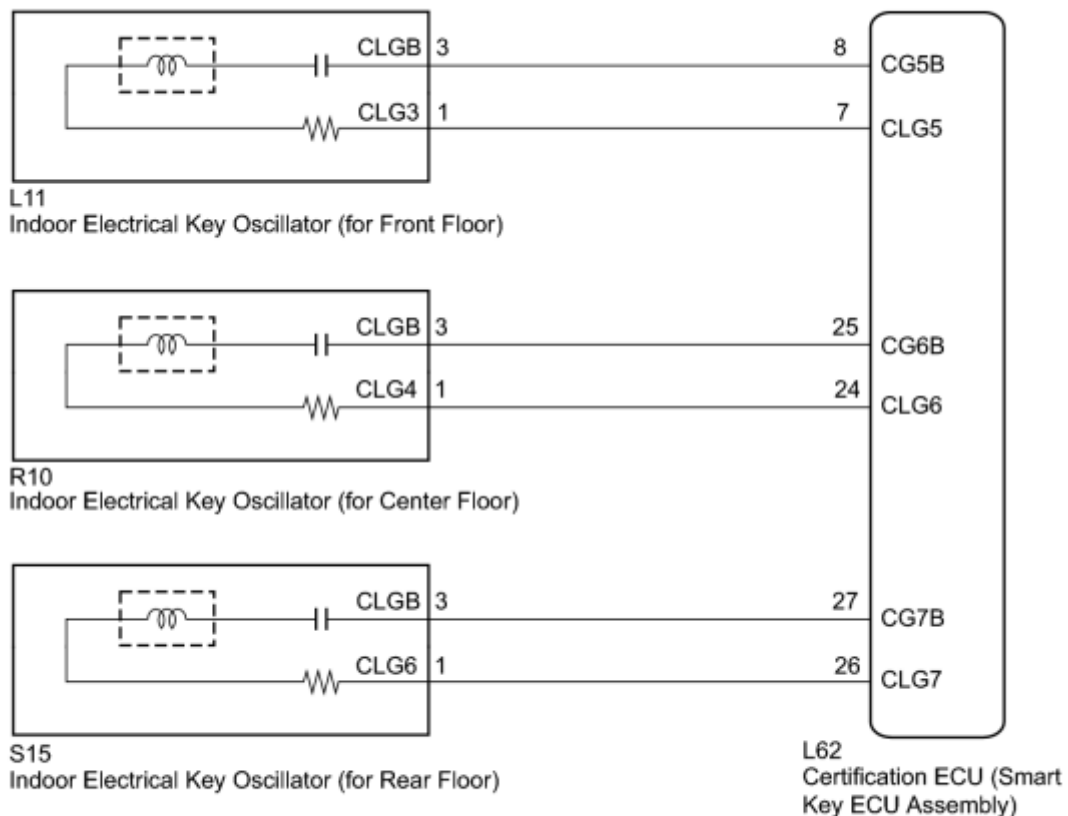 CLGB 3 8 CG5B
CLG3 1 7 CLG5
L11
Indoor Electrical Key Oscillator (for Front Floor)
CLGB 3 25 CG6B
CLG4 1 24 CLG6
R10
Indoor Electrical Key Oscillator (for Center Floor)
CLGB 3 27 CG7B
CLG6 1 26 CLG7
S15
Indoor Electrical Key Oscillator (for Rear Floor)
L62
Certification ECU (Smart
Key ECU Assembly)